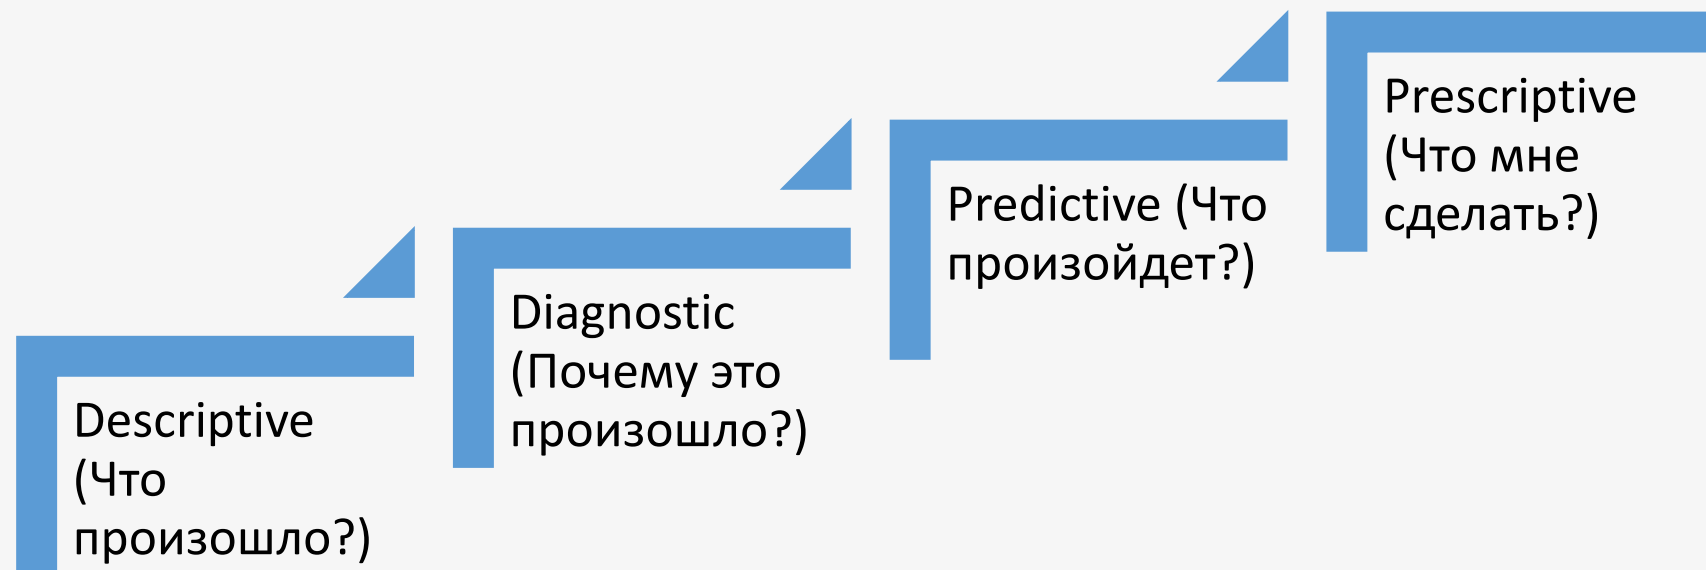 Descriptive
(Что
произошло?)
Diagnostic
(Почему это
произошло?)
Predictive (Что
произойдет?)
Prescriptive
(Что мне
сделать?)